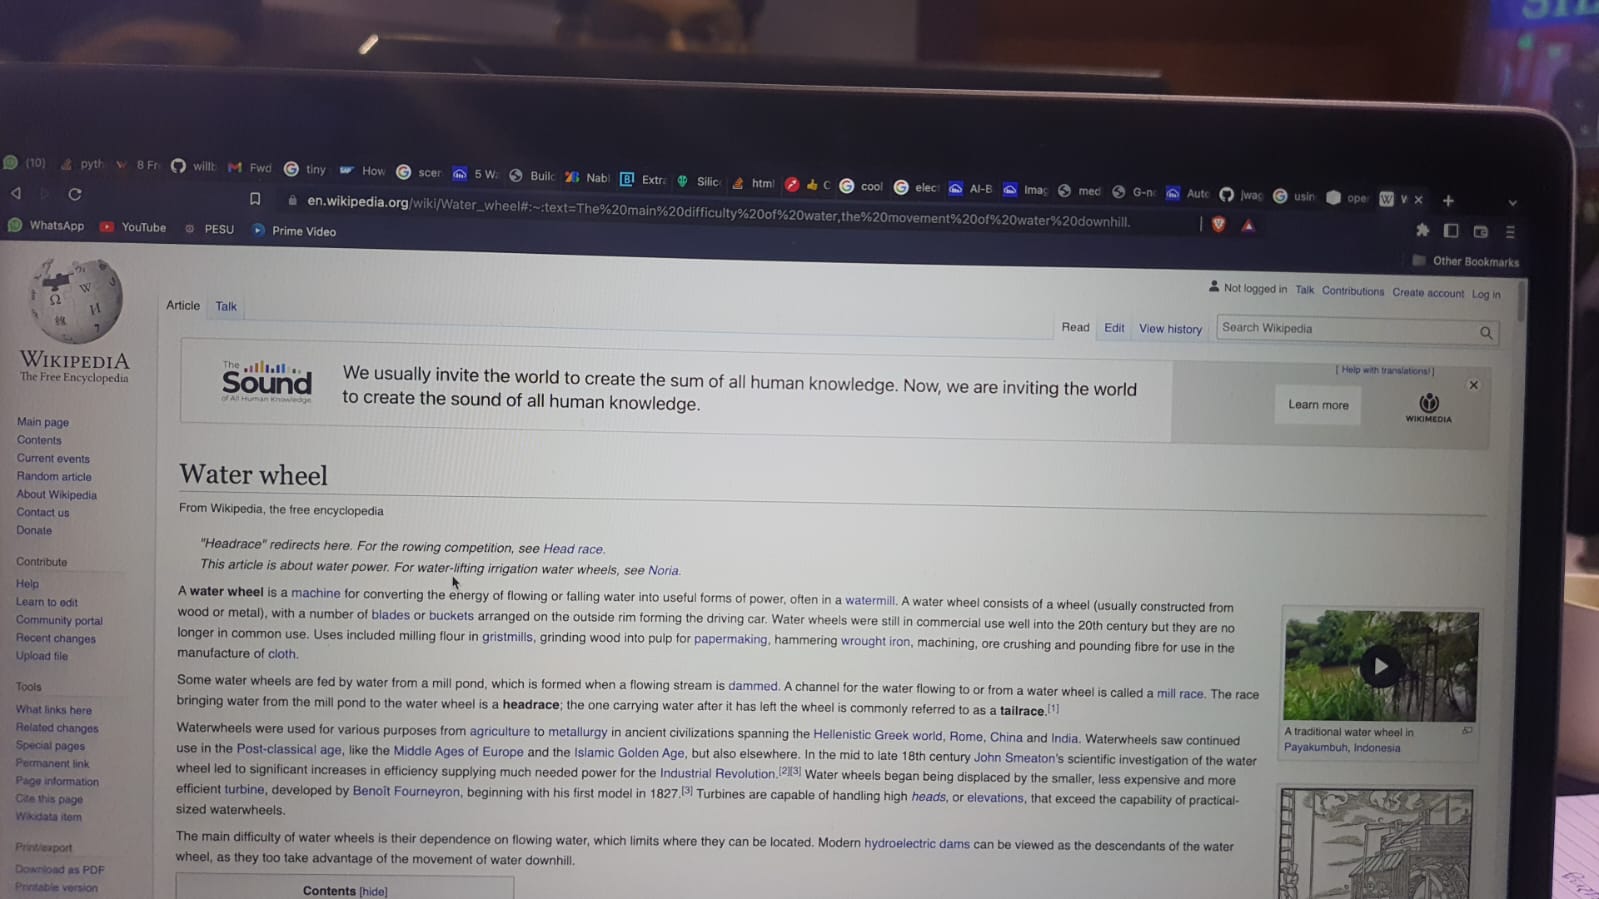 (10) pyth 8 Fr willb Fwd tiny How scer 5 W Builc Nabl Extra Silic html C cool elec AI-B Imag med G-n Auto jwag usin ope W
en.wikipedia.org/wiki/Water_wheel#:~:text=The%20main%20difficulty%20of%20water,the%20movement%20of%20water%20downhill.
WhatsApp YouTube PESU Prime Video
Other Bookmarks
Not logged in Talk Contributions Create account Log in
Article Talk
Read Edit View history Search Wikipedia
WIKIPEDIA
The Free Encyclopedia
The Sound
of All Human Knowledge
We usually invite the world to create the sum of all human knowledge. Now, we are inviting the world
to create the sound of all human knowledge.
[ Help with translations! ]
Learn more
WIKIMEDIA
Main page
Contents
Current events
Random article
About Wikipedia
Contact us
Donate
Contribute
Help
Learn to edit
Community portal
Recent changes
Upload file
Tools
What links here
Related changes
Special pages
Permanent link
Page information
Cite this page
Wikidata item
Print/export
Download as PDF
Printable version
Water wheel
From Wikipedia, the free encyclopedia
"Headrace" redirects here. For the rowing competition, see Head race.
This article is about water power. For water-lifting irrigation water wheels, see Noria.
A water wheel is a machine for converting the energy of flowing or falling water into useful forms of power, often in a watermill. A water wheel consists of a wheel (usually constructed from
wood or metal), with a number of blades or buckets arranged on the outside rim forming the driving car. Water wheels were still in commercial use well into the 20th century but they are no
longer in common use. Uses included milling flour in gristmills, grinding wood into pulp for papermaking, hammering wrought iron, machining, ore crushing and pounding fibre for use in the
manufacture of cloth.
Some water wheels are fed by water from a mill pond, which is formed when a flowing stream is dammed. A channel for the water flowing to or from a water wheel is called a mill race. The race
bringing water from the mill pond to the water wheel is a headrace; the one carrying water after it has left the wheel is commonly referred to as a tailrace.[1]
Waterwheels were used for various purposes from agriculture to metallurgy in ancient civilizations spanning the Hellenistic Greek world, Rome, China and India. Waterwheels saw continued
use in the Post-classical age, like the Middle Ages of Europe and the Islamic Golden Age, but also elsewhere. In the mid to late 18th century John Smeaton's scientific investigation of the water
wheel led to significant increases in efficiency supplying much needed power for the Industrial Revolution.[2][3] Water wheels began being displaced by the smaller, less expensive and more
efficient turbine, developed by Benoît Fourneyron, beginning with his first model in 1827.[3] Turbines are capable of handling high heads, or elevations, that exceed the capability of practical-
sized waterwheels.
The main difficulty of water wheels is their dependence on flowing water, which limits where they can be located. Modern hydroelectric dams can be viewed as the descendants of the water
wheel, as they too take advantage of the movement of water downhill.
Contents [hide]
A traditional water wheel in
Payakumbuh, Indonesia